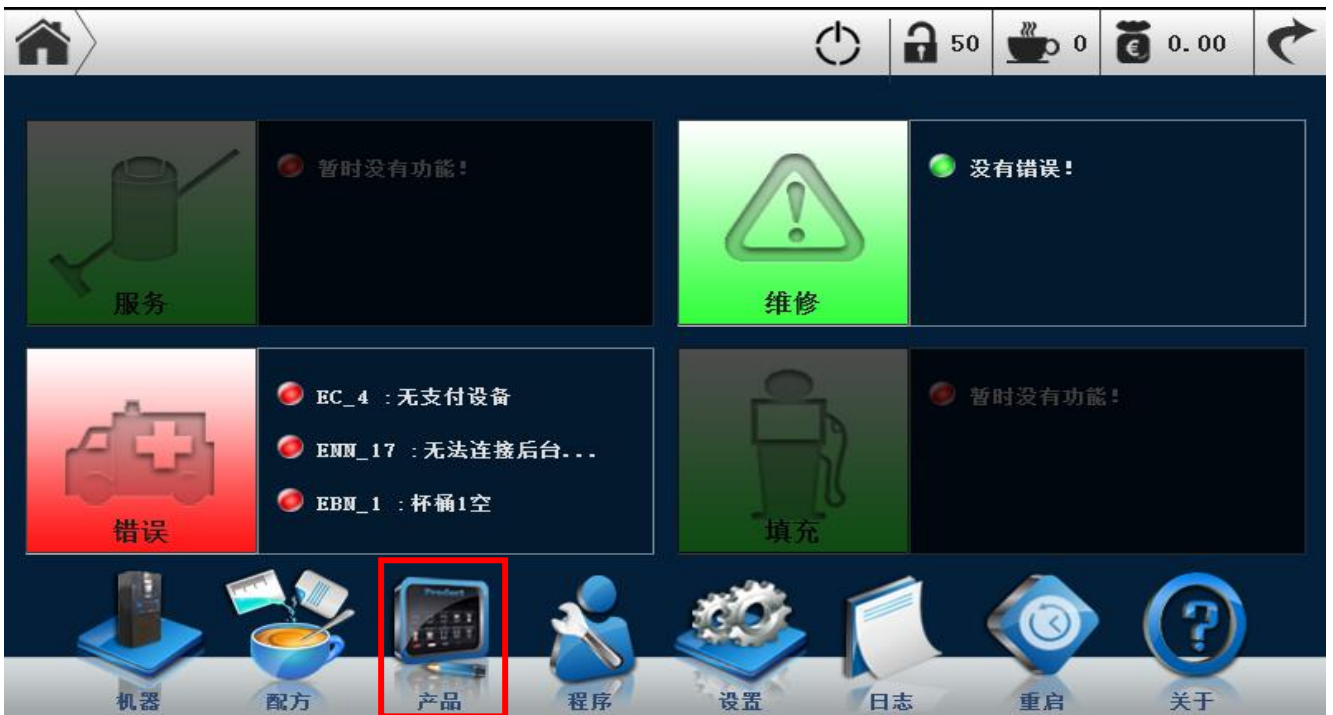 50
0
0.00
暂时没有功能!
服务
没有错误!
维修
EC_4 :无支付设备
ENN_17 :无法连接后台...
EBN_1 :杯桶1空
错误
暂时没有功能!
填充
Product
机器
配方
产品
程序
设置
日志
重启
关于